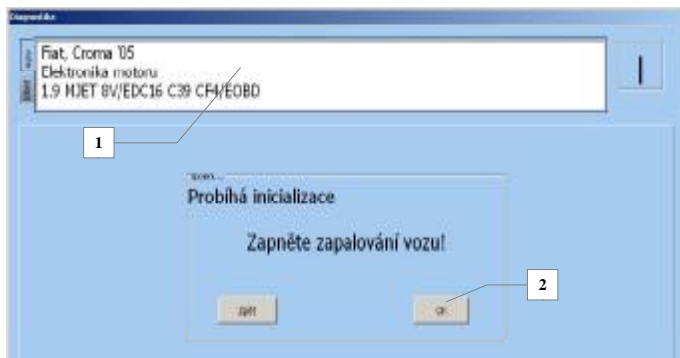 Diagnostika
Fiat, Croma '05
Elektronika motoru
1.9 MJET 8V/EDC16 C39 CF4/EOBD
1
Probíhá inicializace
Zapněte zapalování vozu!
2
Zpět
OK